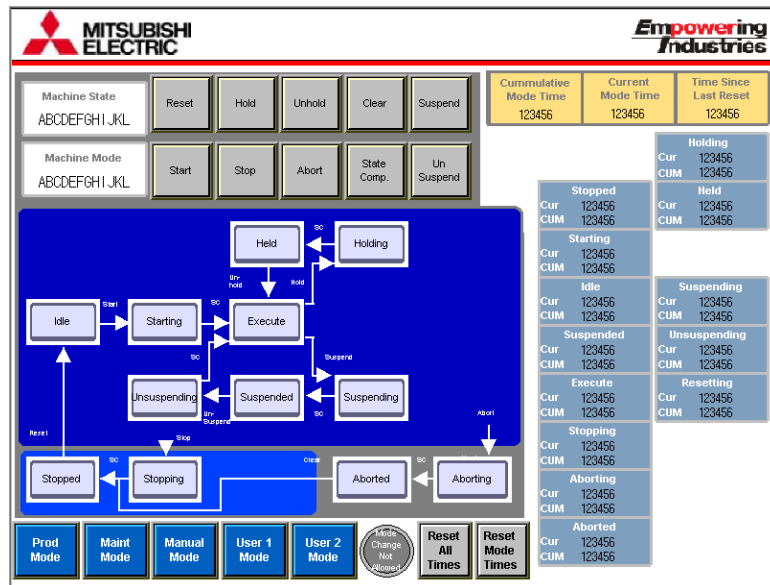 MITSUBISHI
ELECTRIC
Empowering
Industries
Machine State
ABCDEFGHIJKL
Reset
Hold
Unhold
Clear
Suspend
Cummulative
Mode Time
123456
Current
Mode Time
123456
Time Since
Last Reset
123456
Machine Mode
ABCDEFGHIJKL
Start
Stop
Abort
State
Comp.
Un
Suspend
Holding
Cur 123456
CUM 123456
Stopped
Cur 123456
CUM 123456
Held
Cur 123456
CUM 123456
Starting
Cur 123456
CUM 123456
Idle
Cur 123456
CUM 123456
Suspending
Cur 123456
CUM 123456
Suspended
Cur 123456
CUM 123456
Unsuspending
Cur 123456
CUM 123456
Execute
Cur 123456
CUM 123456
Resetting
Cur 123456
CUM 123456
Stopping
Cur 123456
CUM 123456
Aborting
Cur 123456
CUM 123456
Aborted
Cur 123456
CUM 123456
Held
SC
Holding
Un-
hold
Hold
Idle
Start
Starting
SC
Execute
SC
Suspend
Unsuspending
Un-
Suspend
Suspended
SC
Suspending
Reset
Stop
Abort
Stopped
SC
Stopping
Clear
Aborted
SC
Aborting
Prod
Mode
Maint
Mode
Manual
Mode
User 1
Mode
User 2
Mode
Mode
Change
Not
Allowed
Reset
All
Times
Reset
Mode
Times